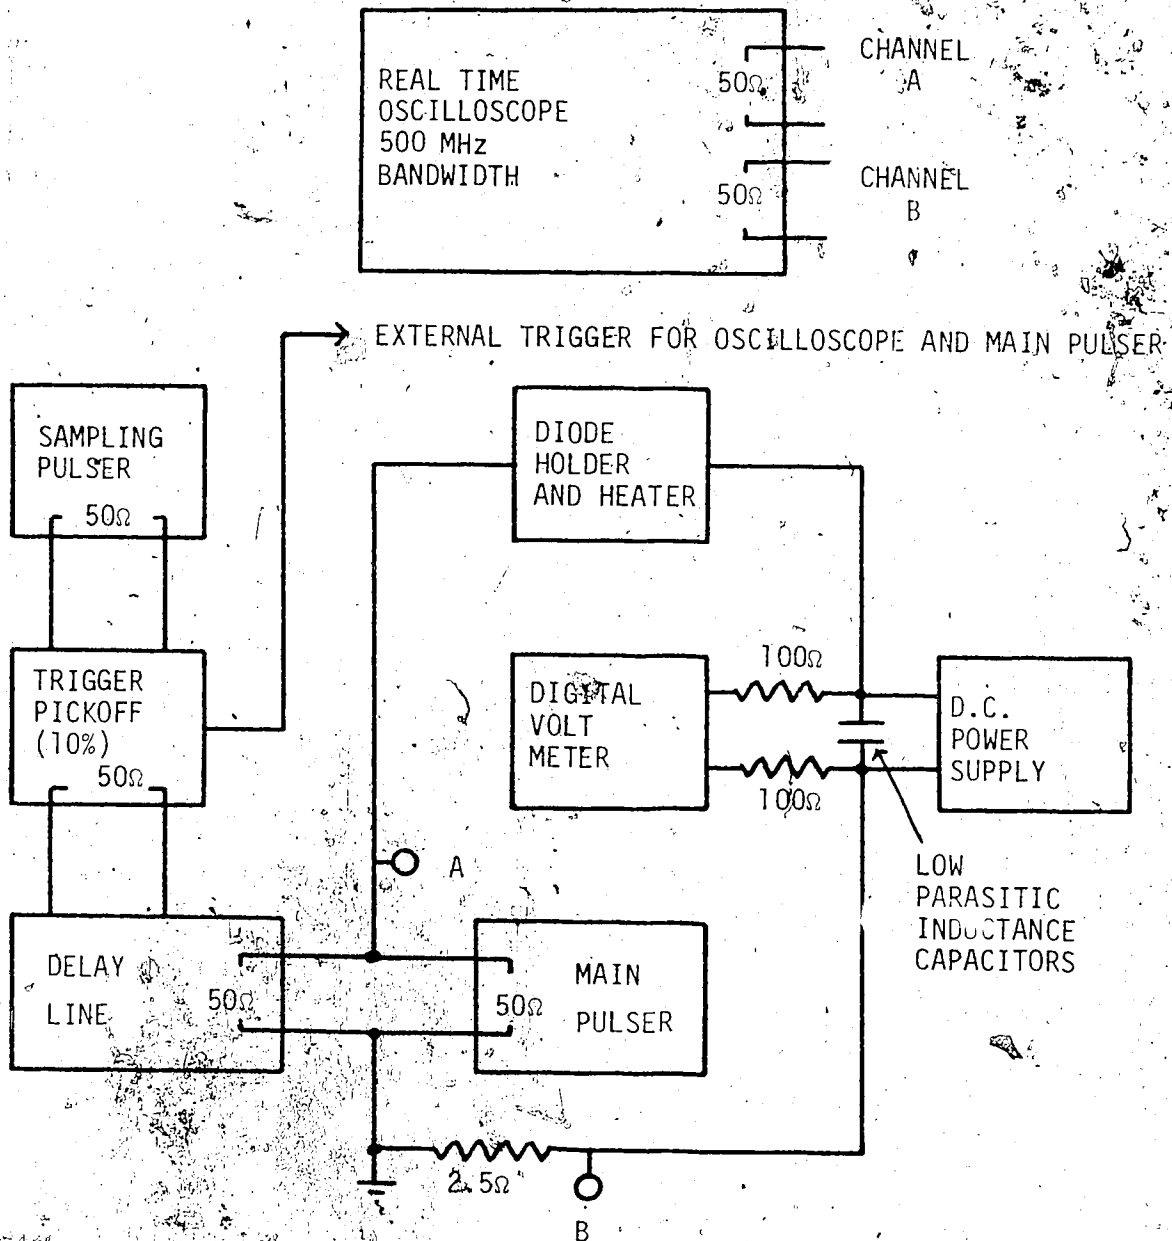 REAL TIME
OSCILLOSCOPE
500 MHz
BANDWIDTH
50Ω
50Ω
CHANNEL
A
CHANNEL
B
EXTERNAL TRIGGER FOR OSCILLOSCOPE AND MAIN PULSER
SAMPLING
PULSER
50Ω
DIODE
HOLDER
AND HEATER
TRIGGER
PICKOFF
(10%)
50Ω
DIGITAL
VOLT
METER
100Ω
100Ω
D.C.
POWER
SUPPLY
A
LOW
PARASITIC
INDUCTANCE
CAPACITORS
DELAY
LINE
50Ω
50Ω
MAIN
PULSER
2.5Ω
B